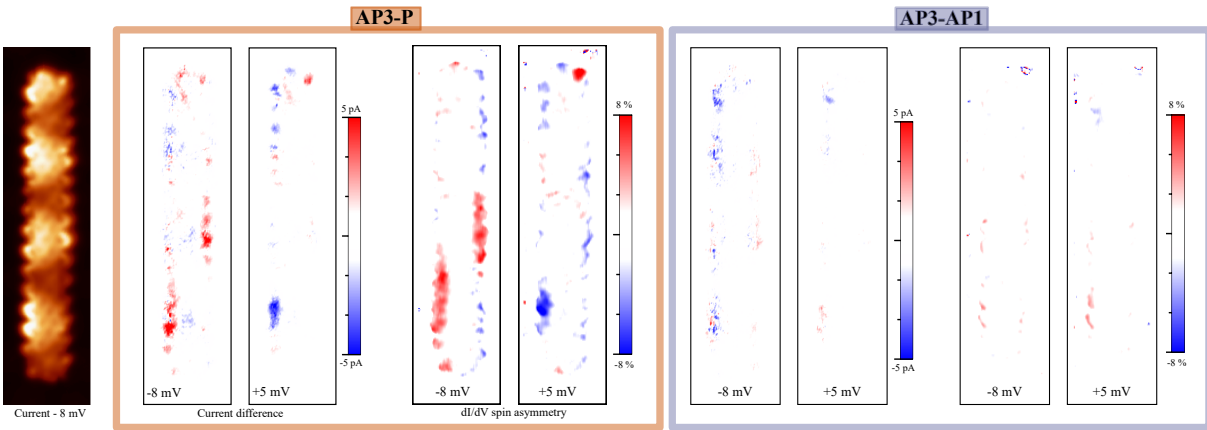 AP3-P
AP3-AP1
5 pA
-5 pA
8 %
-8 %
5 pA
-5 pA
8 %
-8 %
-8 mV
+5 mV
-8 mV
+5 mV
-8 mV
+5 mV
-8 mV
+5 mV
Current - 8 mV
Current difference
dI/dV spin asymmetry